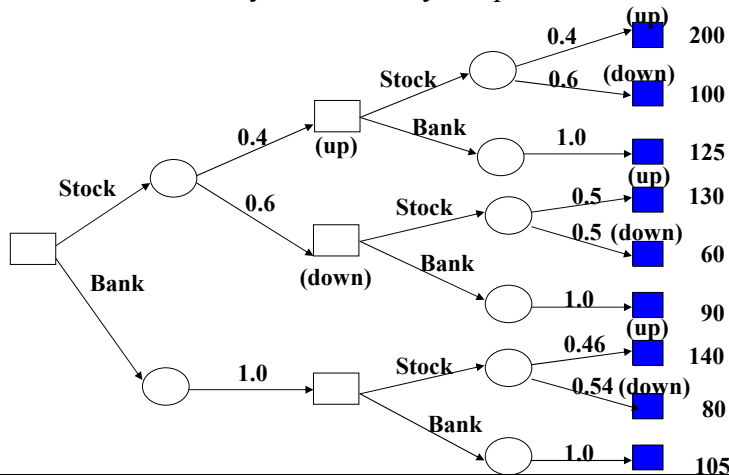 (up)
0.4
200
Stock
(down)
0.6
100
0.4
Bank
1.0
(up)
125
(up)
Stock
0.5
130
0.6
Stock
0.5 (down)
60
(down)
Bank
Bank
1.0
90
(up)
0.46
140
Stock
1.0
0.54 (down)
80
Bank
1.0
105